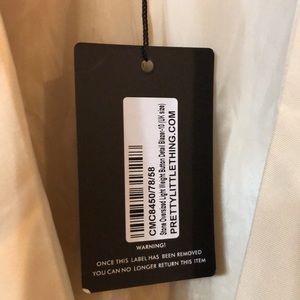 CMC8450/78/58
Stone Oversized Light Weight Button Detail Blazer-10 (UK size)
PRETTYLITTLETHING.COM
WARNING!
ONCE THIS LABEL HAS BEEN REMOVED
YOU CAN NO LONGER RETURN THIS ITEM